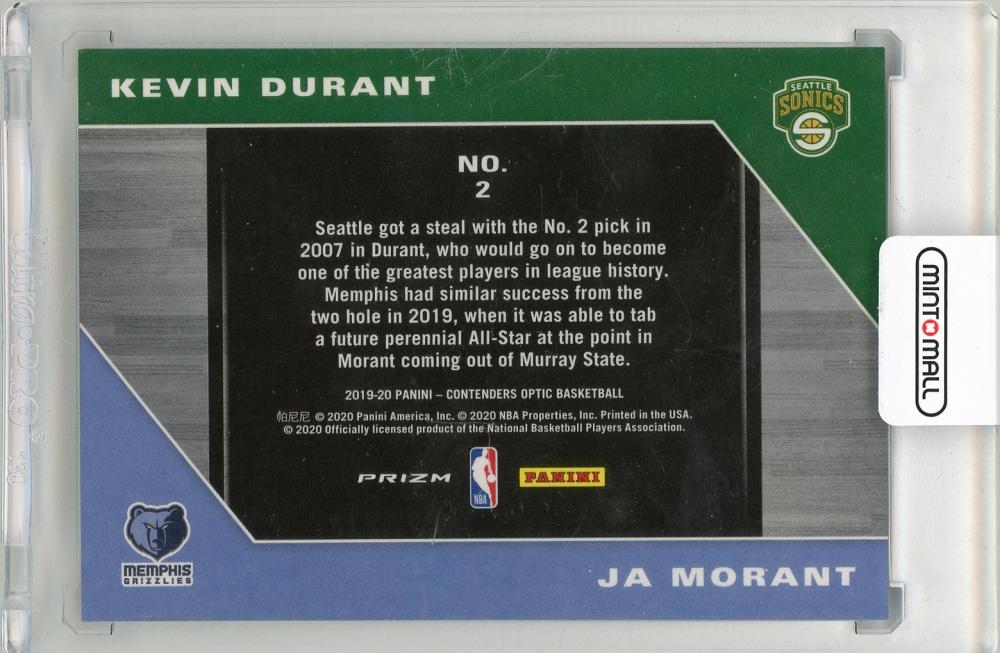 KEVIN DURANT
SEATTLE
SONICS
NO.
2
Seattle got a steal with the No. 2 pick in
2007 in Durant, who would go on to become
one of the greatest players in league history.
Memphis had similar success from the
two hole in 2019, when it was able to tab
a future perennial All-Star at the point in
Morant coming out of Murray State.
2019-20 PANINI – CONTENDERS OPTIC BASKETBALL
帕尼尼 © 2020 Panini America, Inc. © 2020 NBA Properties, Inc. Printed in the USA.
© 2020 Officially licensed product of the National Basketball Players Association.
PRIZM
NBA
PANINI
MEMPHIS
GRIZZLIES
JA MORANT
MINT MALL